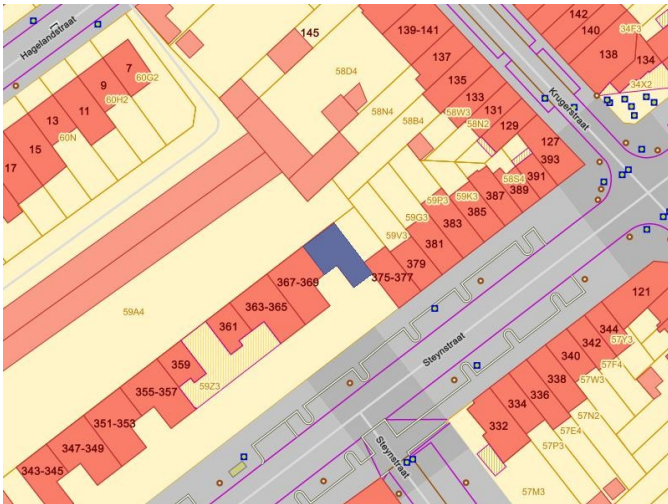 Hagelandstraat
7
60G2
9
60H2
11
13
60N
15
17
145
58D4
58N4
58B4
139-141
137
135
133
58W3
131
58N2
129
127
393
391
58S4
389
387
59K3
385
59P3
383
59G3
381
59V3
379
375-377
142
140
138
34F3
134
34X2
Krugerstraat
59A4
367-369
363-365
361
359
59Z3
355-357
351-353
347-349
343-345
Steynstraat
Steynstraat
121
344
57Y3
342
57F4
340
57W3
338
57N2
336
57E4
334
57P3
332
57M3